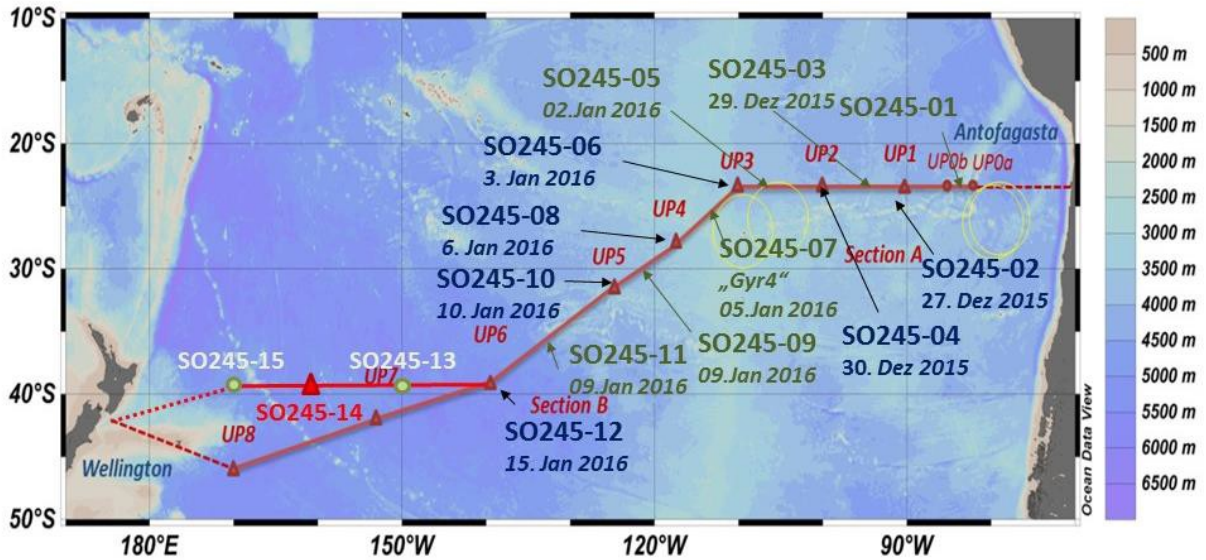 10°S
20°S
30°S
40°S
50°S
180°W
150°W
120°W
90°W
500 m
1000 m
1500 m
2000 m
2500 m
3000 m
3500 m
4000 m
4500 m
5000 m
5500 m
6000 m
6500 m
Ocean Data View
SO245-05
02.Jan 2016
SO245-03
29. Dez 2015
SO245-01
Antofagasta
SO245-06
3. Jan 2016
UP3
UP2
UP1
UP0b
UP0a
SO245-08
6. Jan 2016
UP4
SO245-07
„Gyr4“
05.Jan 2016
Section A
SO245-02
27. Dez 2015
UP5
SO245-10
10. Jan 2016
UP6
SO245-04
30. Dez 2015
SO245-11
09.Jan 2016
SO245-09
09.Jan 2016
SO245-15
SO245-13
UP7
SO245-14
Section B
SO245-12
15. Jan 2016
UP8
Wellington